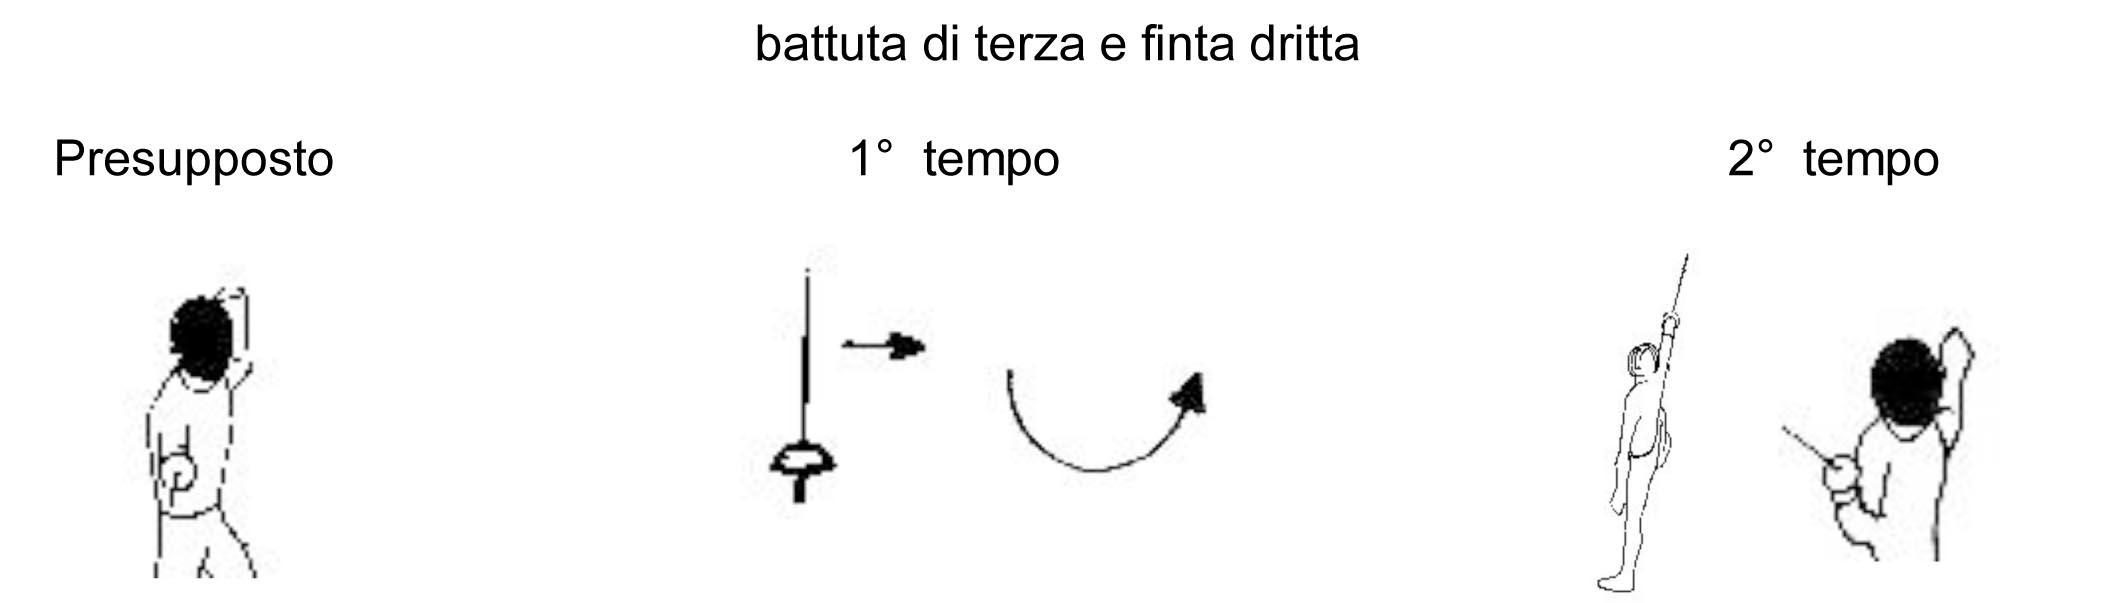 battuta di terza e finta dritta
Presupposto 1° tempo 2° tempo